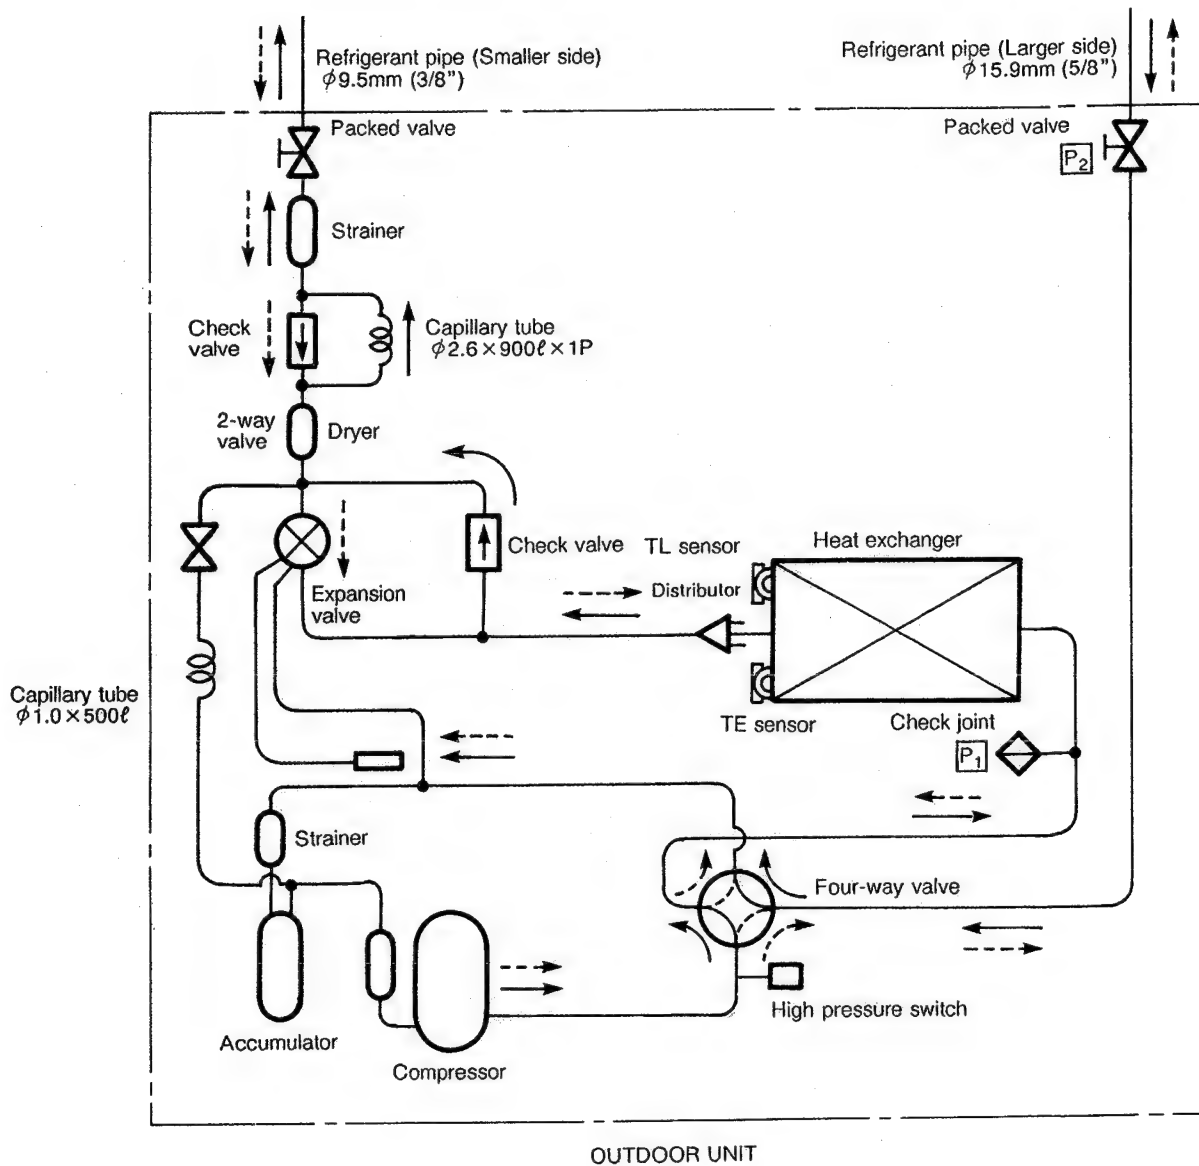 Refrigerant pipe (Smaller side)
φ9.5mm (3/8")
Refrigerant pipe (Larger side)
φ15.9mm (5/8")
Packed valve
Packed valve
P2
Strainer
Check
valve
Capillary tube
φ2.6×900ℓ×1P
2-way
valve
Dryer
Check valve
TL sensor
Heat exchanger
Expansion
valve
Distributor
Capillary tube
φ1.0×500ℓ
TE sensor
Check joint
P1
Strainer
Four-way valve
High pressure switch
Accumulator
Compressor
OUTDOOR UNIT